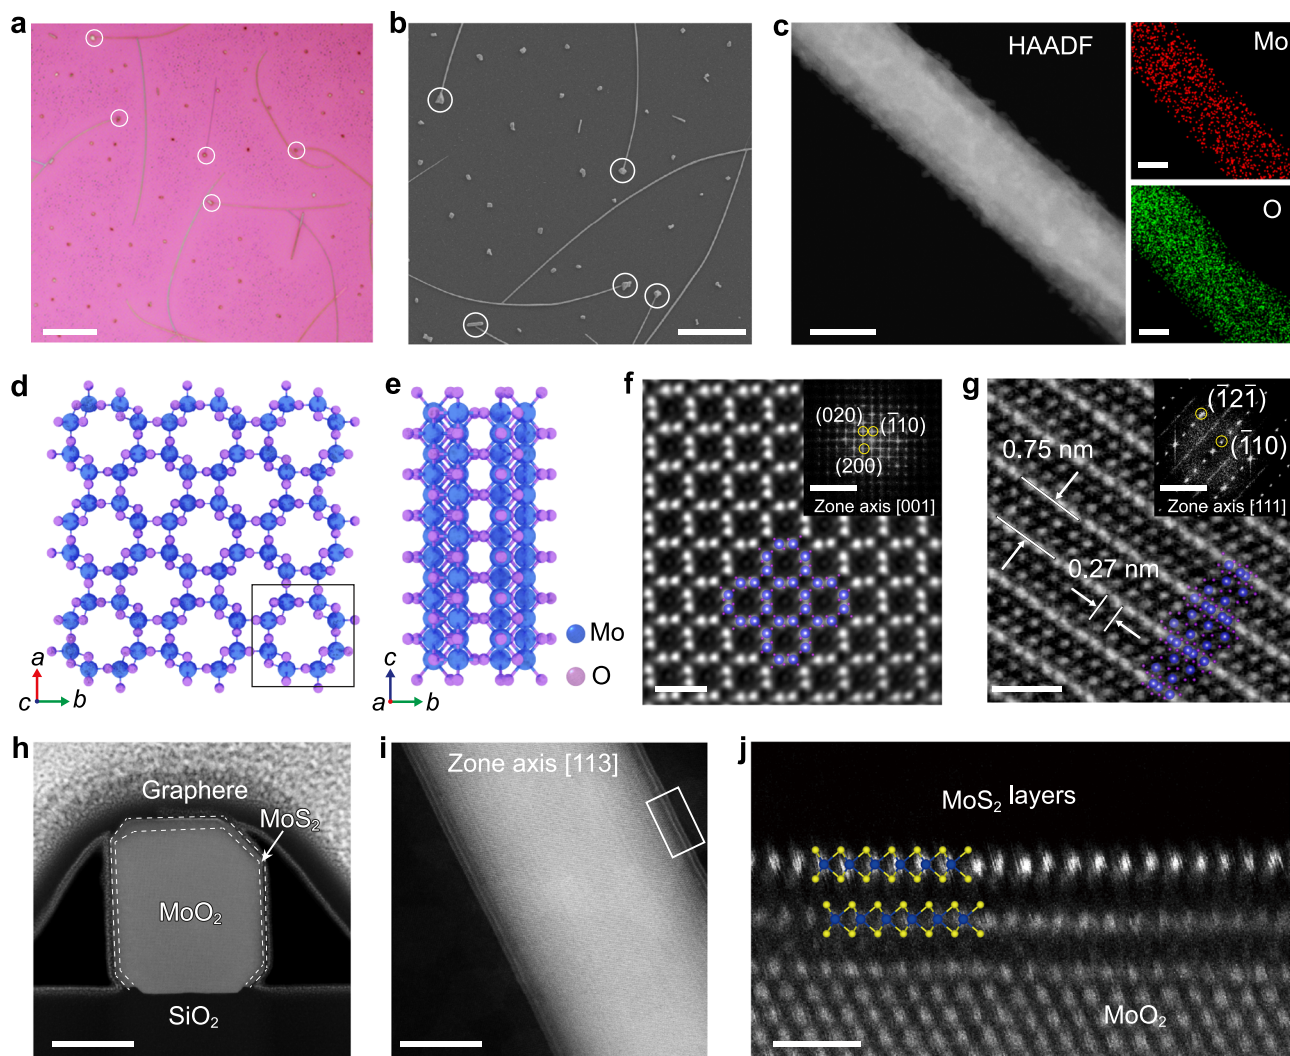 a
b
c
HAADF
Mo
O
d
e
Mo
O
a
c
b
c
a
b
f
(020)
(1̄10)
(200)
Zone axis [001]
g
(1̄21̄)
(1̄10)
Zone axis [111]
0.75 nm
0.27 nm
h
Graphere
MoS₂
MoO₂
SiO₂
i
Zone axis [113]
j
MoS₂ layers
MoO₂